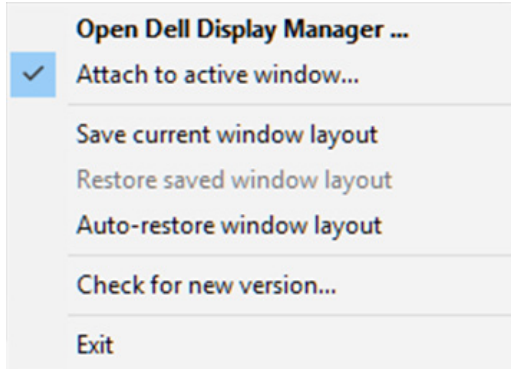 Open Dell Display Manager ...
Attach to active window...
Save current window layout
Restore saved window layout
Auto-restore window layout
Check for new version...
Exit